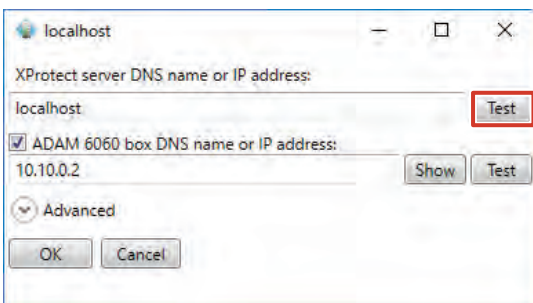 localhost
XProtect server DNS name or IP address:
localhost Test
ADAM 6060 box DNS name or IP address:
10.10.0.2 Show Test
Advanced
OK Cancel